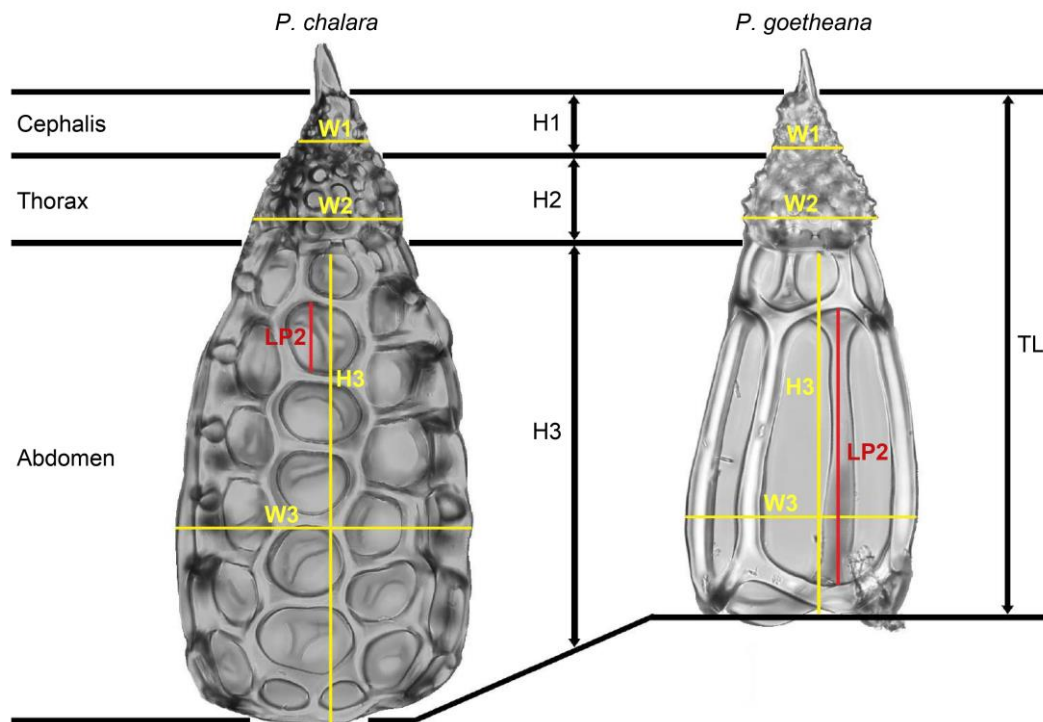 P. chalara
P. goetheana
Cephalis
W1
H1
W1
Thorax
W2
H2
W2
LP2
H3
H3
TL
Abdomen
H3
LP2
W3
W3